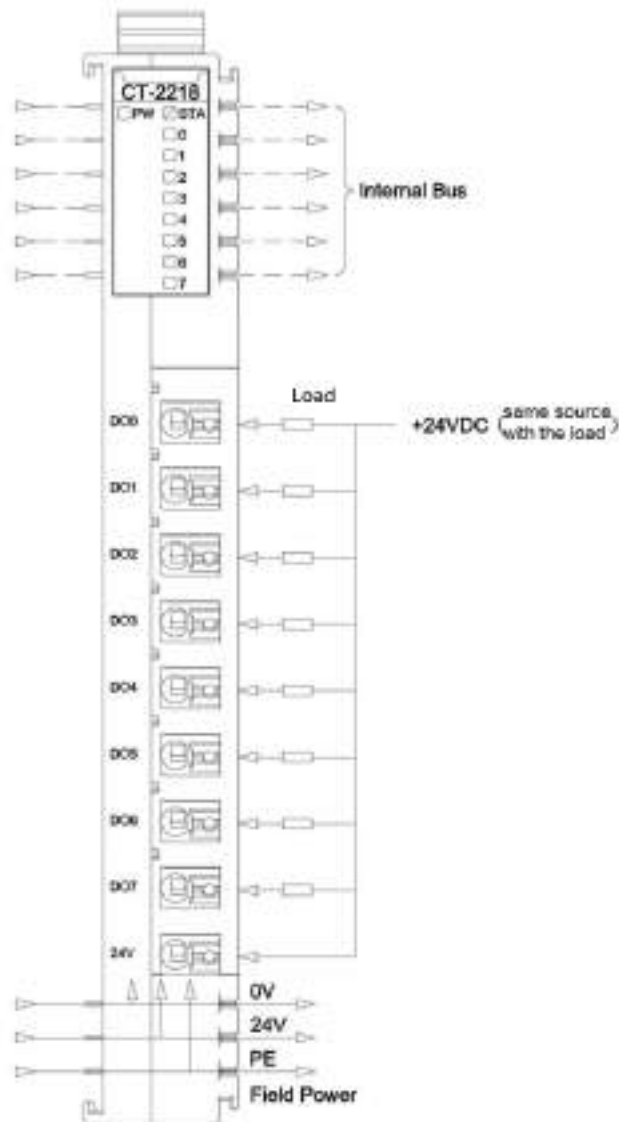 CT-2218
PW STA
0
1
2
3
4
5
6
7
Internal Bus
Load
DO0
+24VDC (same source
with the load)
DO1
DO2
DO3
DO4
DO5
DO6
DO7
24V
0V
24V
PE
Field Power